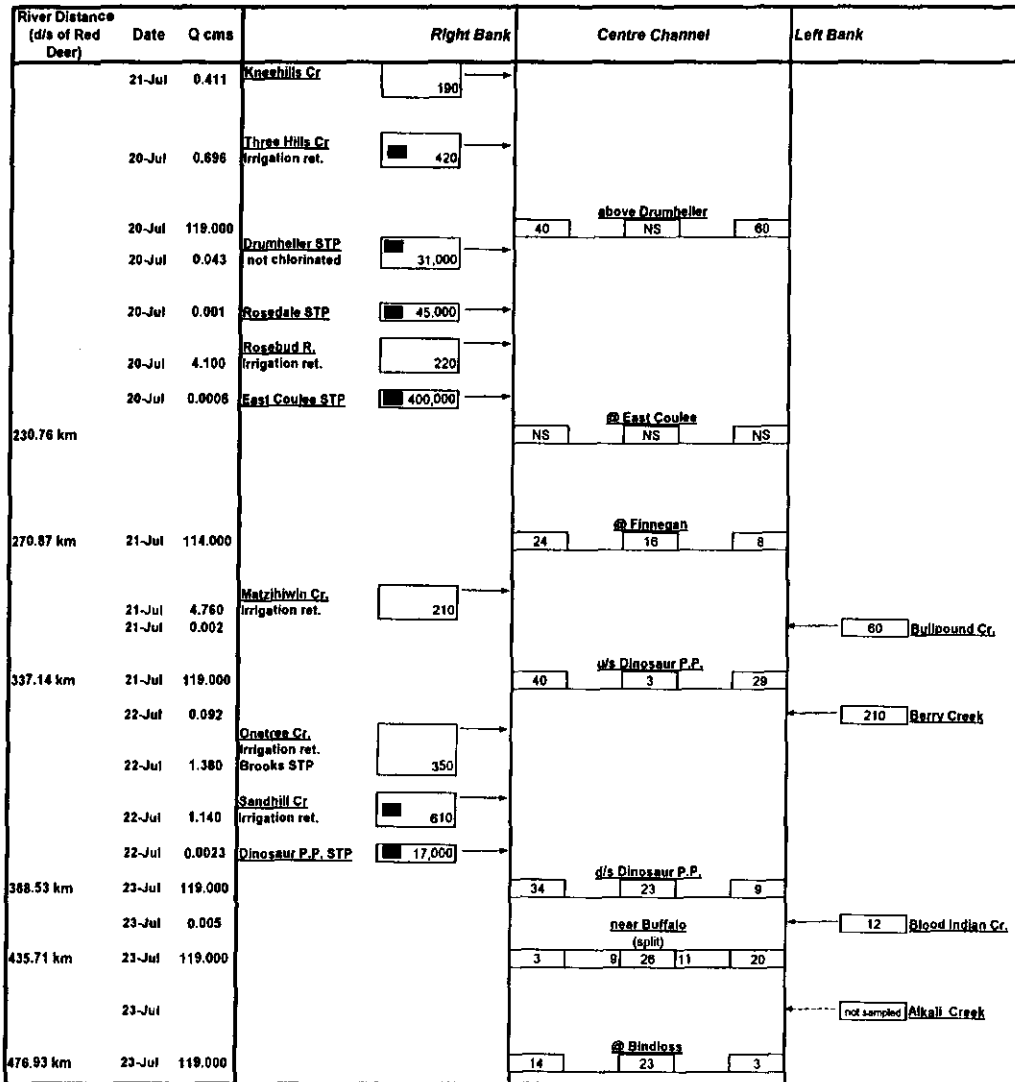 River Distance (d/s of Red Deer) Date Q cms Right Bank Centre Channel Left Bank
21-Jul 0.411 Kneehills Cr 190
Three Hills Cr
20-Jul 0.696 Irrigation ret. 420
above Drumheller
20-Jul 119.000 40 NS 60
Drumheller STP
20-Jul 0.043 not chlorinated 31,000
20-Jul 0.001 Rosedale STP 45,000
Rosebud R.
20-Jul 4.100 Irrigation ret. 220
20-Jul 0.0006 East Coulee STP 400,000
@ East Coulee
230.76 km NS NS NS
@ Finnegan
270.87 km 21-Jul 114.000 24 16 8
Matzihiwin Cr.
21-Jul 4.760 Irrigation ret. 210
21-Jul 0.002 60 Bullpound Cr.
u/s Dinosaur P.P.
337.14 km 21-Jul 119.000 40 3 29
22-Jul 0.092 210 Berry Creek
Onetree Cr.
Irrigation ret.
22-Jul 1.380 Brooks STP 350
Sandhill Cr
22-Jul 1.140 Irrigation ret. 610
22-Jul 0.0023 Dinosaur P.P. STP 17,000
d/s Dinosaur P.P.
388.53 km 23-Jul 119.000 34 23 9
23-Jul 0.005 12 Blood Indian Cr.
near Buffalo
(split)
435.71 km 23-Jul 119.000 3 9 26 11 20
23-Jul not sampled Alkali Creek
@ Bindloss
476.93 km 23-Jul 119.000 14 23 3